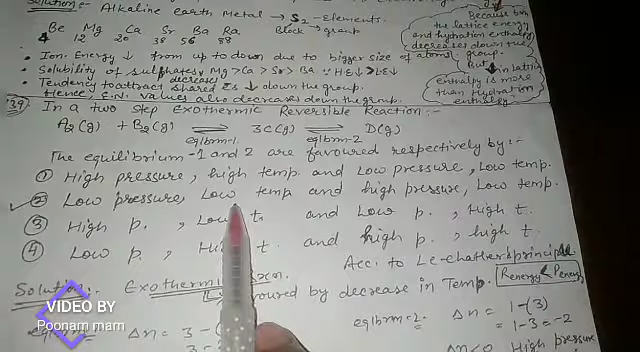 Solution:- Alkaline earth Metal → S₂ - Elements.
Be Mg Ca Sr Ba Ra Block group
4 12 20 38 56 88
Because both
the lattice energy
and hydration enthalpy
decreases down the
group.
But ↓ in lattice
enthalpy is more
than Hydration
enthalpy.
• Ion. Energy ↓ from up to down due to bigger size of atoms.
• Solubility of sulphates decreases Mg > Ca > Sr > Ba ∵ H.E↓ > L.E↓
• Tendency to attract shared Es ↓ down the group.
Hence, E.N. values also decreases down the group.
139 In a two step Exothermic Reversible Reaction:-
A₂(g) + B₂(g) ⇌ 3C(g) ⇌ D(g)
eqlbrm-1 eqlbrm-2
The equilibrium -1 and 2 are favoured respectively by:-
① High pressure, high temp. and Low pressure, Low temp.
② Low pressure, Low temp and high pressure, Low temp.
③ High p., Low t. and Low p., High t.
④ Low p., High t. and high p., high t.
Acc. to Le-chatlers principle
Solution: Exothermic Rxn.
Favoured by decrease in Temp.
Δn = 3 -
eqlbrm-2 Δn = 1-(3)
= 1-3 = -2
Δn<0 High pressure
VIDEO BY
Poonam mam